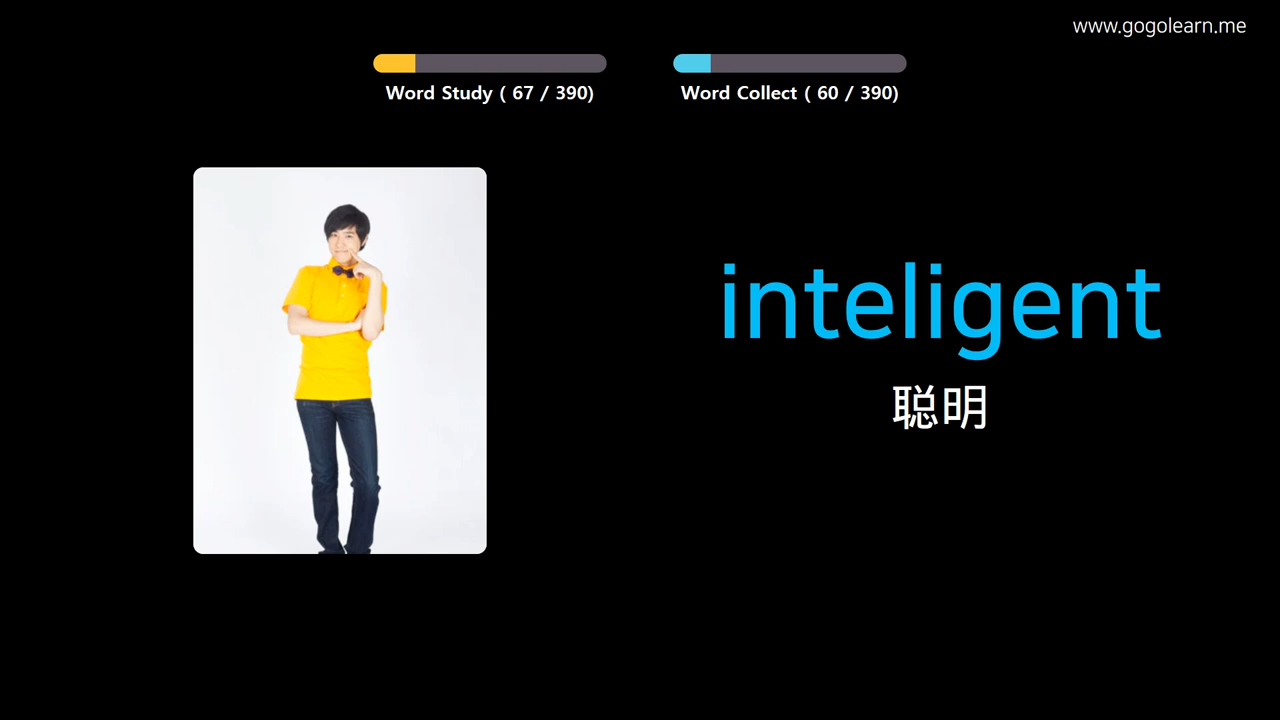 www.gogolearn.me
Word Study ( 67 / 390)
Word Collect ( 60 / 390)
inteligent
聪明